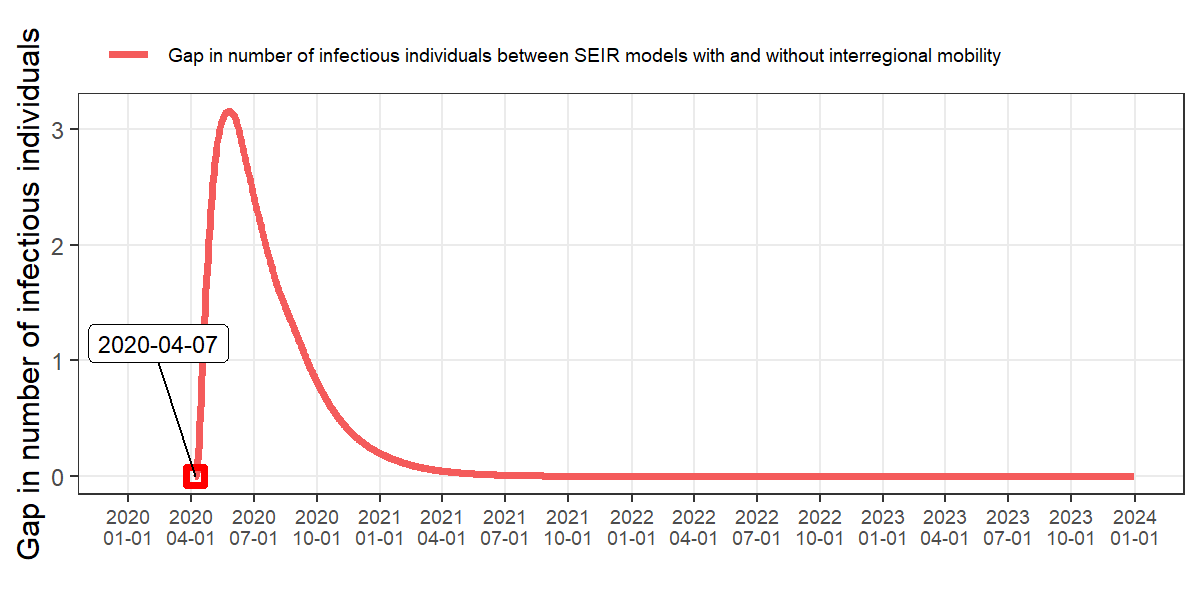 Gap in number of infectious individuals between SEIR models with and without interregional mobility
Gap in number of infectious individuals
3
2
1
0
2020-04-07
2020 2020 2020 2020 2021 2021 2021 2021 2022 2022 2022 2022 2023 2023 2023 2023 2024
01-01 04-01 07-01 10-01 01-01 04-01 07-01 10-01 01-01 04-01 07-01 10-01 01-01 04-01 07-01 10-01 01-01